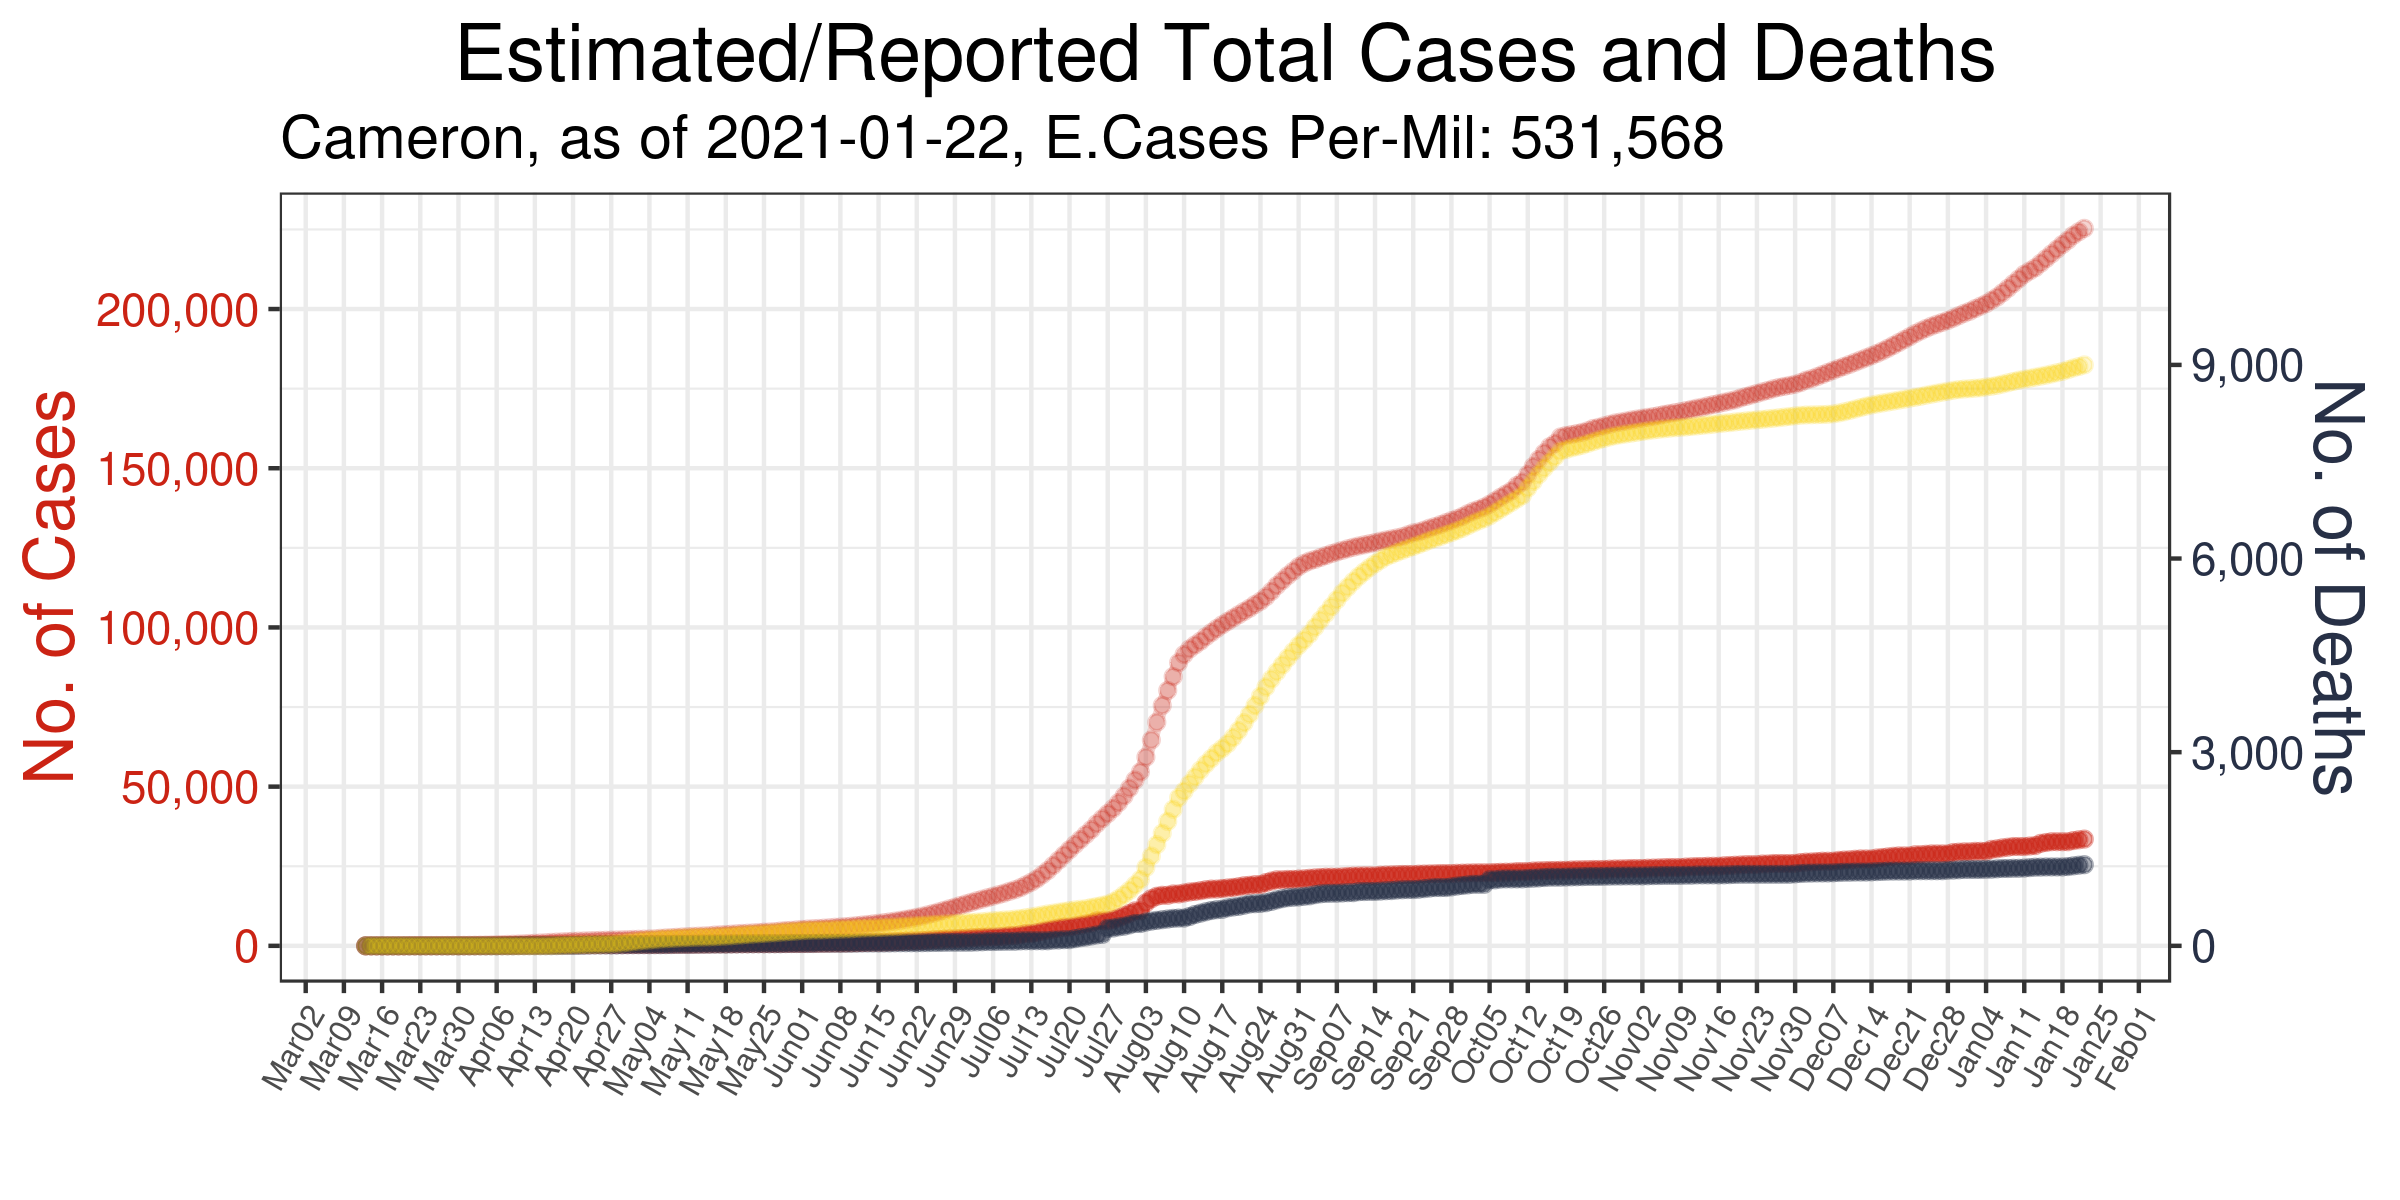 Estimated/Reported Total Cases and Deaths
Cameron, as of 2021-01-22, E.Cases Per-Mil: 531,568
No. of Cases
200,000
150,000
100,000
50,000
0
9,000
6,000
3,000
0
No. of Deaths
Mar02
Mar09
Mar16
Mar23
Mar30
Apr06
Apr13
Apr20
Apr27
May04
May11
May18
May25
Jun01
Jun08
Jun15
Jun22
Jun29
Jul06
Jul13
Jul20
Jul27
Aug03
Aug10
Aug17
Aug24
Aug31
Sep07
Sep14
Sep21
Sep28
Oct05
Oct12
Oct19
Oct26
Nov02
Nov09
Nov16
Nov23
Nov30
Dec07
Dec14
Dec21
Dec28
Jan04
Jan11
Jan18
Jan25
Feb01